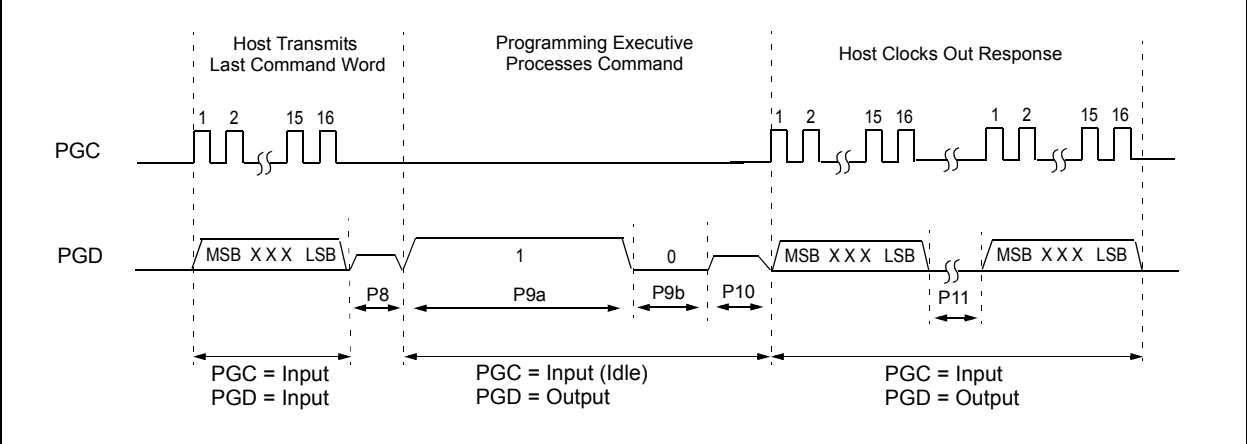 Host Transmits
Last Command Word
Programming Executive
Processes Command
Host Clocks Out Response
1 2 15 16
1 2 15 16
1 2 15 16
PGC
PGD
MSB X X X LSB
1
0
MSB X X X LSB
MSB X X X LSB
P8
P9a
P9b
P10
P11
PGC = Input
PGD = Input
PGC = Input (Idle)
PGD = Output
PGC = Input
PGD = Output